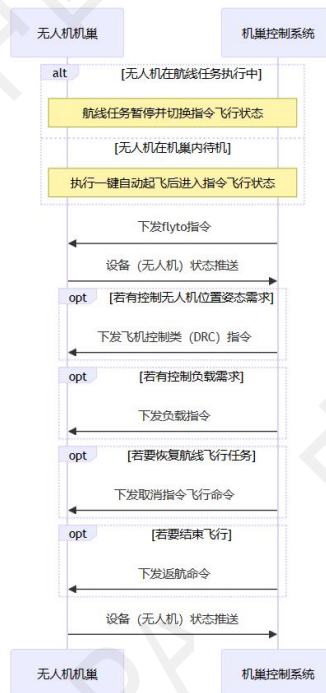 无人机机巢
机巢控制系统
alt
[无人机在航线任务执行中]
航线任务暂停并切换指令飞行状态
[无人机在机巢内待机]
执行一键自动起飞后进入指令飞行状态
下发flyto指令
设备（无人机）状态推送
opt
[若有控制无人机位置姿态需求]
下发飞机控制类（DRC）指令
opt
[若有控制负载需求]
下发负载指令
opt
[若要恢复航线飞行任务]
下发取消指令飞行命令
opt
[若要结束飞行]
下发返航命令
设备（无人机）状态推送
无人机机巢
机巢控制系统